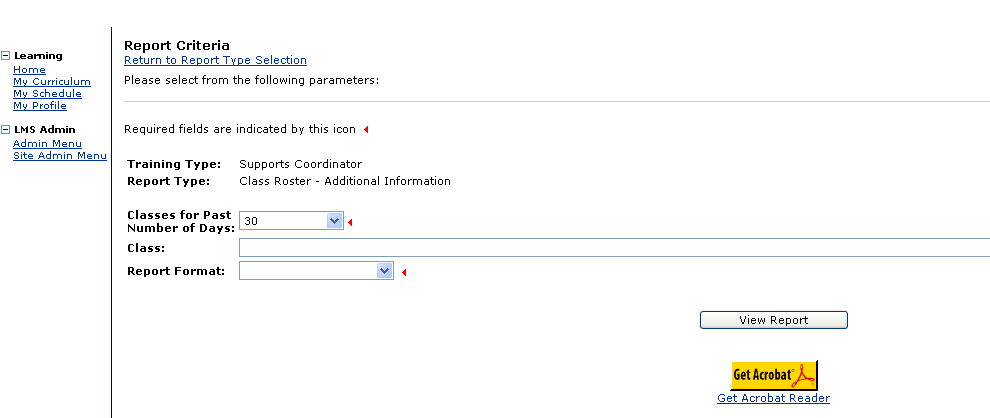 Learning
Home
My Curriculum
My Schedule
My Profile
LMS Admin
Admin Menu
Site Admin Menu
Report Criteria
Return to Report Type Selection
Please select from the following parameters:
Required fields are indicated by this icon
Training Type: Supports Coordinator
Report Type: Class Roster - Additional Information
Classes for Past
Number of Days: 30
Class:
Report Format:
View Report
Get Acrobat
Get Acrobat Reader